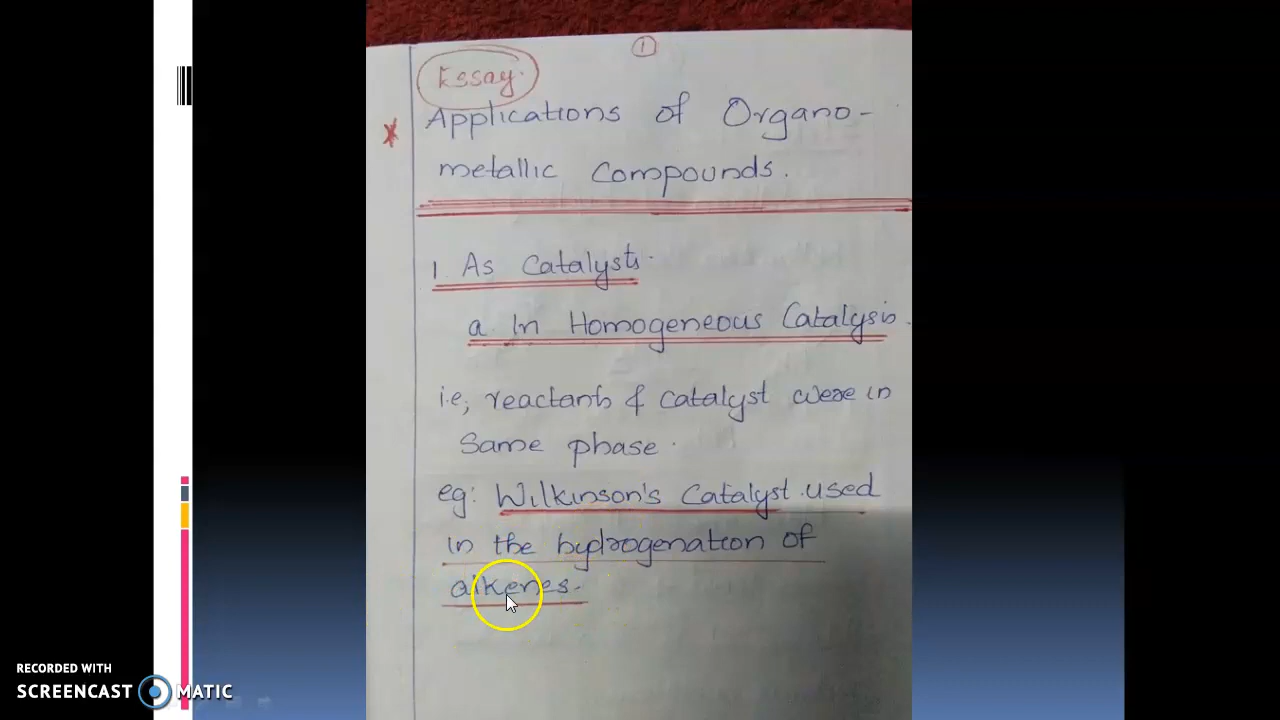 1
Essay.
Applications of Organo-
metallic Compounds.
1. As Catalysts.
a. In Homogeneous Catalysis.
i.e, reactants & catalyst were in
Same phase.
eg: Wilkinson's Catalyst used
in the hydrogenation of
alkenes.
RECORDED WITH
SCREENCAST MATIC